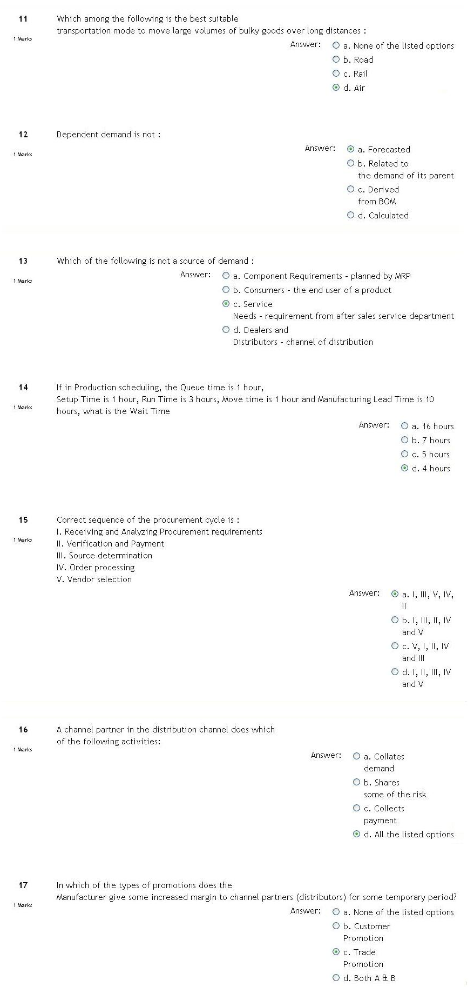 11 Which among the following is the best suitable
transportation mode to move large volumes of bulky goods over long distances :
1 Marks
Answer: a. None of the listed options
b. Road
c. Rail
d. Air
12 Dependent demand is not :
1 Marks
Answer: a. Forecasted
b. Related to
the demand of its parent
c. Derived
from BOM
d. Calculated
13 Which of the following is not a source of demand :
1 Marks
Answer: a. Component Requirements - planned by MRP
b. Consumers - the end user of a product
c. Service
Needs - requirement from after sales service department
d. Dealers and
Distributors - channel of distribution
14 If in Production scheduling, the Queue time is 1 hour,
Setup Time is 1 hour, Run Time is 3 hours, Move time is 1 hour and Manufacturing Lead Time is 10
1 Marks
hours, what is the Wait Time
Answer: a. 16 hours
b. 7 hours
c. 5 hours
d. 4 hours
15 Correct sequence of the procurement cycle is :
I. Receiving and Analyzing Procurement requirements
1 Marks
II. Verification and Payment
III. Source determination
IV. Order processing
V. Vendor selection
Answer: a. I, III, V, IV,
II
b. I, III, II, IV
and V
c. V, I, II, IV
and III
d. I, II, III, IV
and V
16 A channel partner in the distribution channel does which
of the following activities:
1 Marks
Answer: a. Collates
demand
b. Shares
some of the risk
c. Collects
payment
d. All the listed options
17 In which of the types of promotions does the
Manufacturer give some increased margin to channel partners (distributors) for some temporary period?
1 Marks
Answer: a. None of the listed options
b. Customer
Promotion
c. Trade
Promotion
d. Both A & B